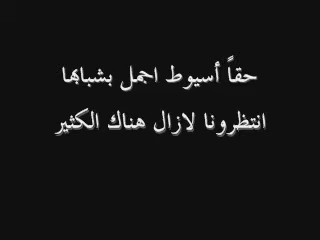 حقاً أسيوط اجمل بشبابها
انتظرونا لازال هناك الكثير